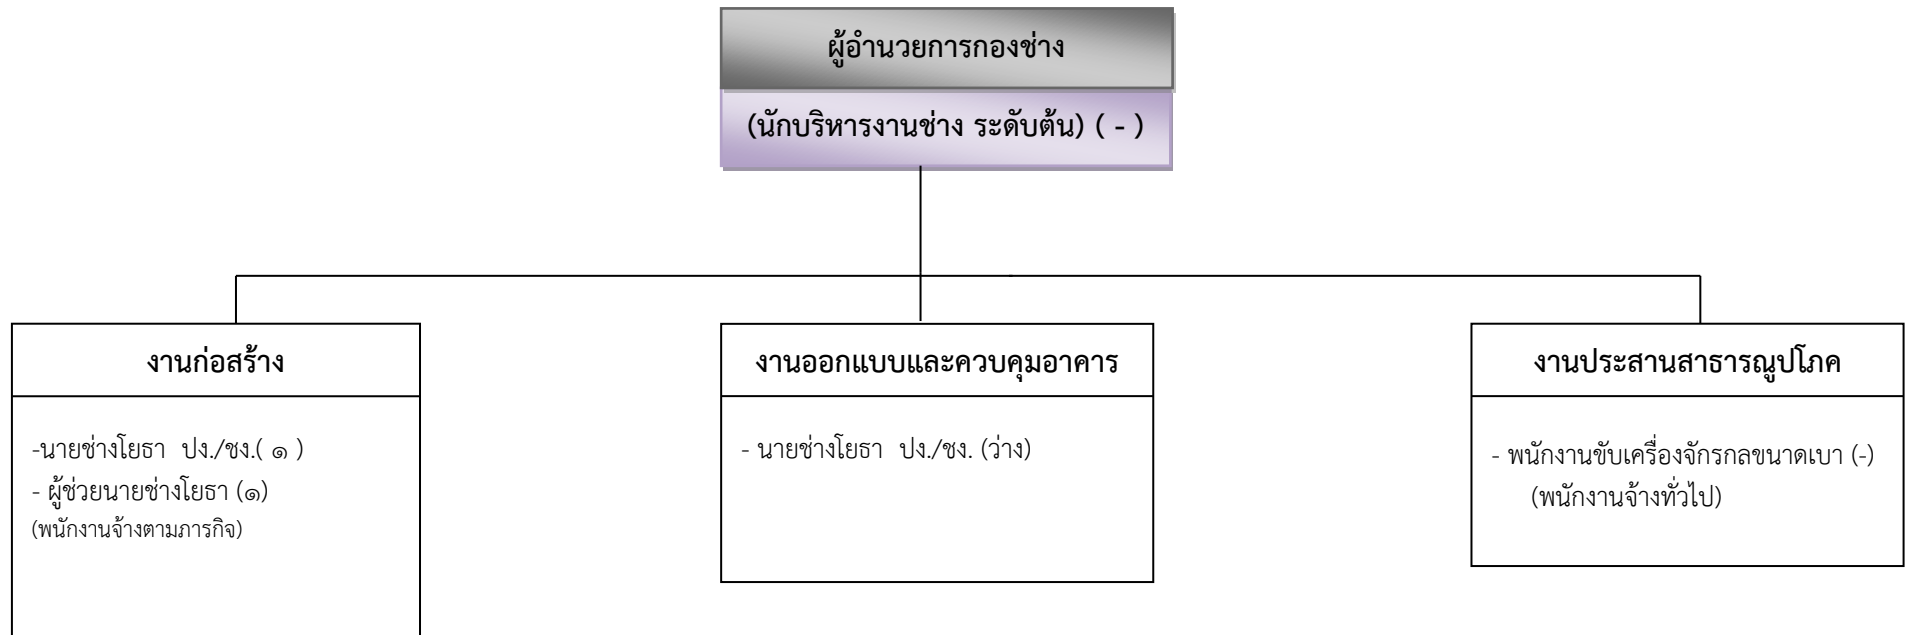 ผู้อำนวยการกองช่าง
(นักบริหารงานช่าง ระดับต้น) ( - )
งานก่อสร้าง
-นายช่างโยธา ปง./ชง.( ๑ )
- ผู้ช่วยนายช่างโยธา (๑)
(พนักงานจ้างตามภารกิจ)
งานออกแบบและควบคุมอาคาร
- นายช่างโยธา ปง./ชง. (ว่าง)
งานประสานสาธารณูปโภค
- พนักงานขับเครื่องจักรกลขนาดเบา (-)
(พนักงานจ้างทั่วไป)